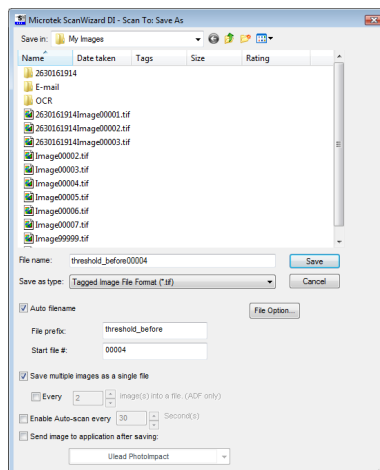 Microtek ScanWizard DI - Scan To: Save As
Save in: My Images
Name Date taken Tags Size Rating
2630161914
E-mail
OCR
2630161914Image00001.tif
2630161914Image00002.tif
2630161914Image00003.tif
Image00002.tif
Image00003.tif
Image00004.tif
Image00005.tif
Image00006.tif
Image00007.tif
Image99999.tif
File name: threshold_before00004 Save
Save as type: Tagged Image File Format (*.tif) Cancel
Auto filename File Option...
File prefix: threshold_before
Start file #: 00004
Save multiple images as a single file
Every 2 image(s) into a file. (ADF only)
Enable Auto-scan every 30 Second(s)
Send image to application after saving:
Ulead PhotoImpact